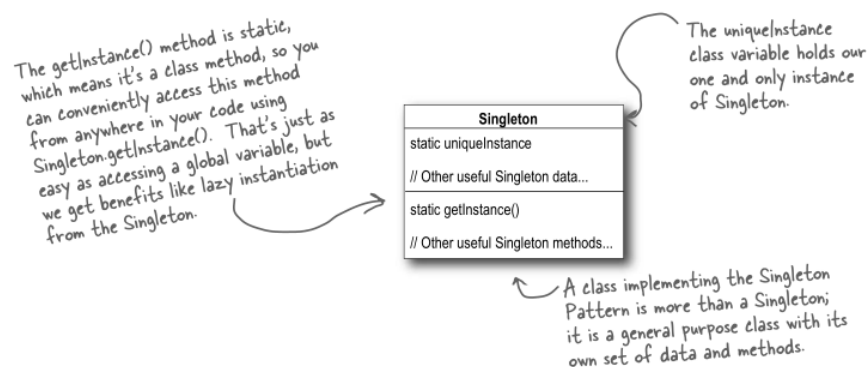 The getInstance() method is static,
which means it's a class method, so you
can conveniently access this method
from anywhere in your code using
Singleton.getInstance(). That's just as
easy as accessing a global variable, but
we get benefits like lazy instantiation
from the Singleton.
The uniqueInstance
class variable holds our
one and only instance
of Singleton.
Singleton
static uniqueInstance
// Other useful Singleton data...
static getInstance()
// Other useful Singleton methods...
A class implementing the Singleton
Pattern is more than a Singleton;
it is a general purpose class with its
own set of data and methods.